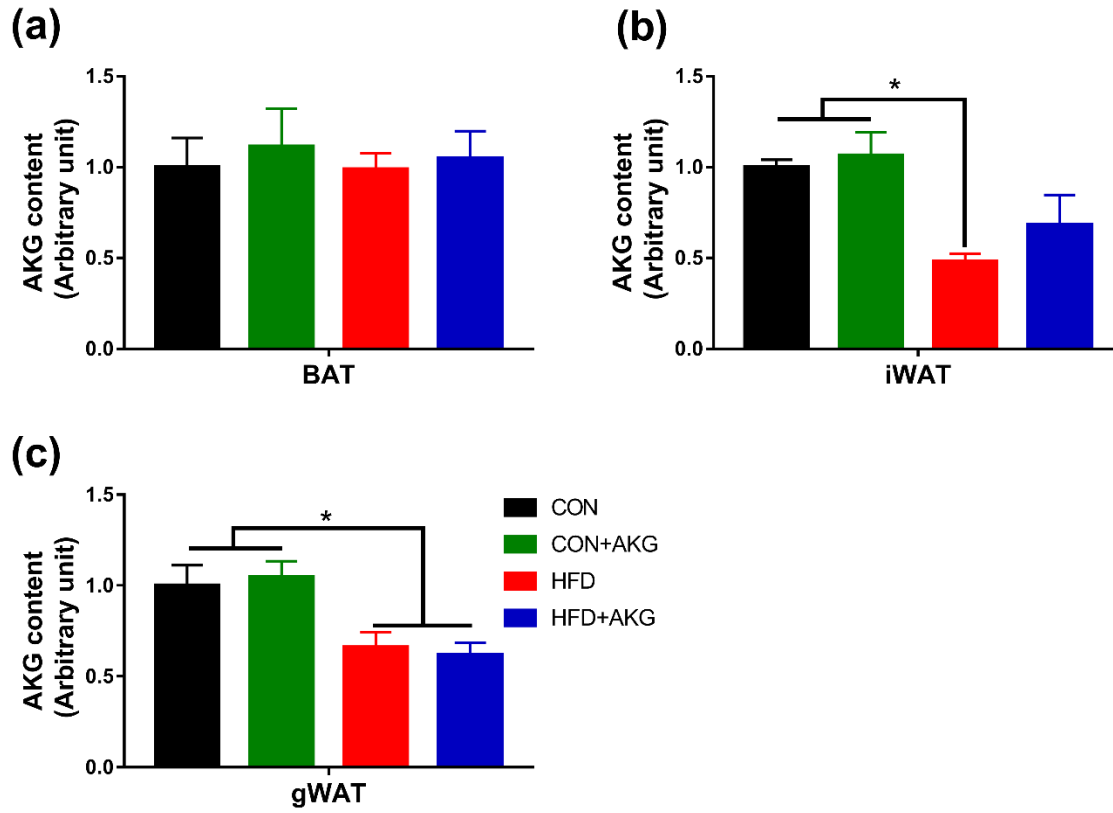 (a)
AKG content
(Arbitrary unit)
1.5
1.0
0.5
0.0
BAT
(b)
AKG content
(Arbitrary unit)
1.5
1.0
0.5
0.0
*
iWAT
(c)
AKG content
(Arbitrary unit)
1.5
1.0
0.5
0.0
*
gWAT
CON
CON+AKG
HFD
HFD+AKG